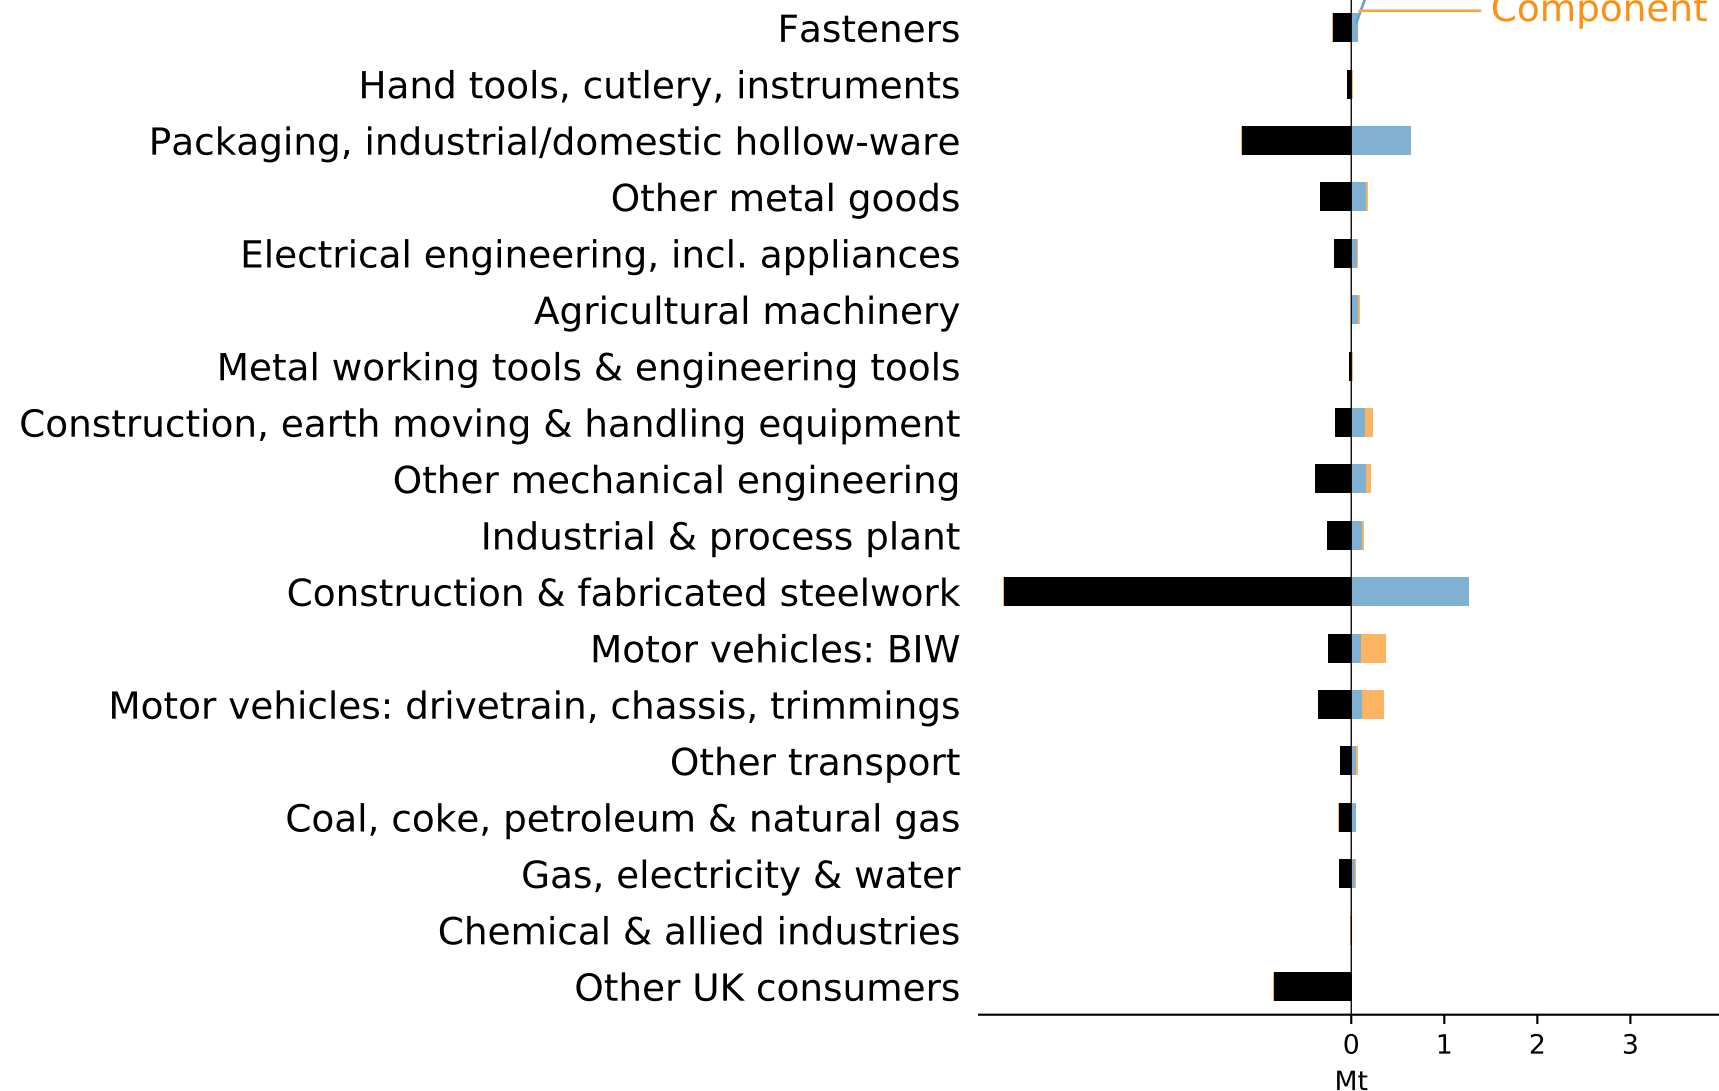 Component
Fasteners
Hand tools, cutlery, instruments
Packaging, industrial/domestic hollow-ware
Other metal goods
Electrical engineering, incl. appliances
Agricultural machinery
Metal working tools & engineering tools
Construction, earth moving & handling equipment
Other mechanical engineering
Industrial & process plant
Construction & fabricated steelwork
Motor vehicles: BIW
Motor vehicles: drivetrain, chassis, trimmings
Other transport
Coal, coke, petroleum & natural gas
Gas, electricity & water
Chemical & allied industries
Other UK consumers
0 1 2 3
Mt